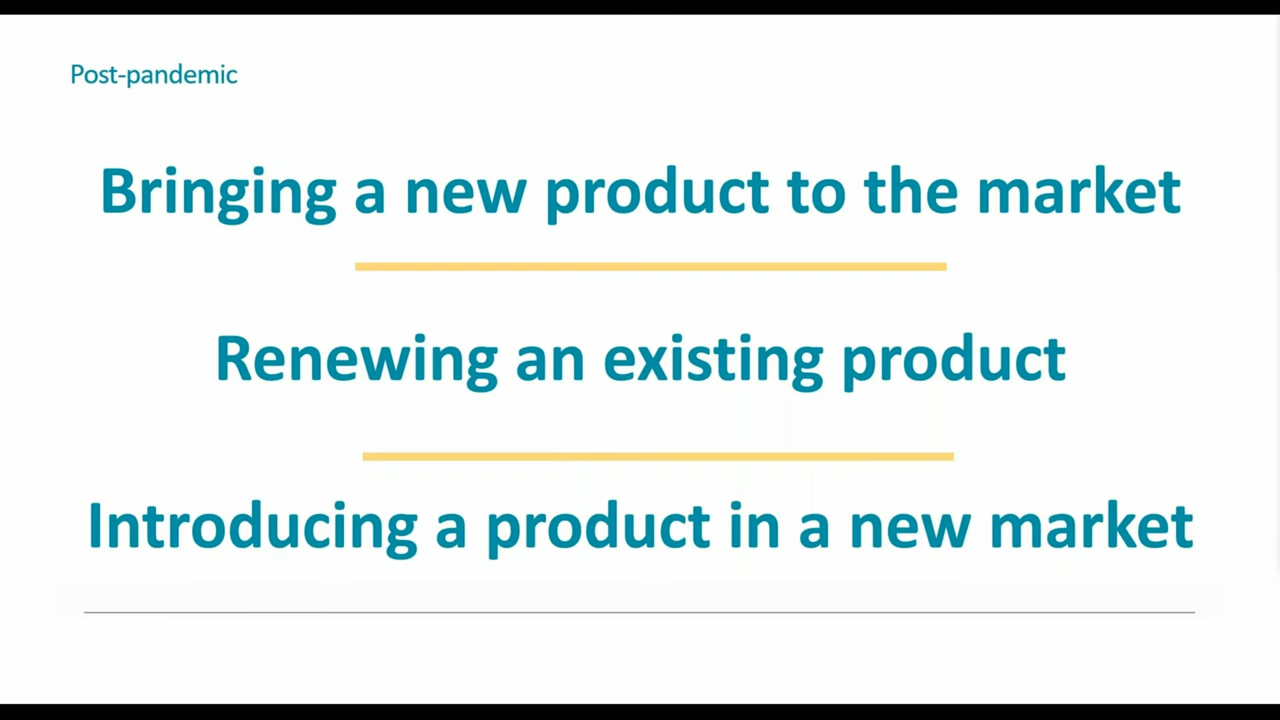 Post-pandemic
Bringing a new product to the market
Renewing an existing product
Introducing a product in a new market